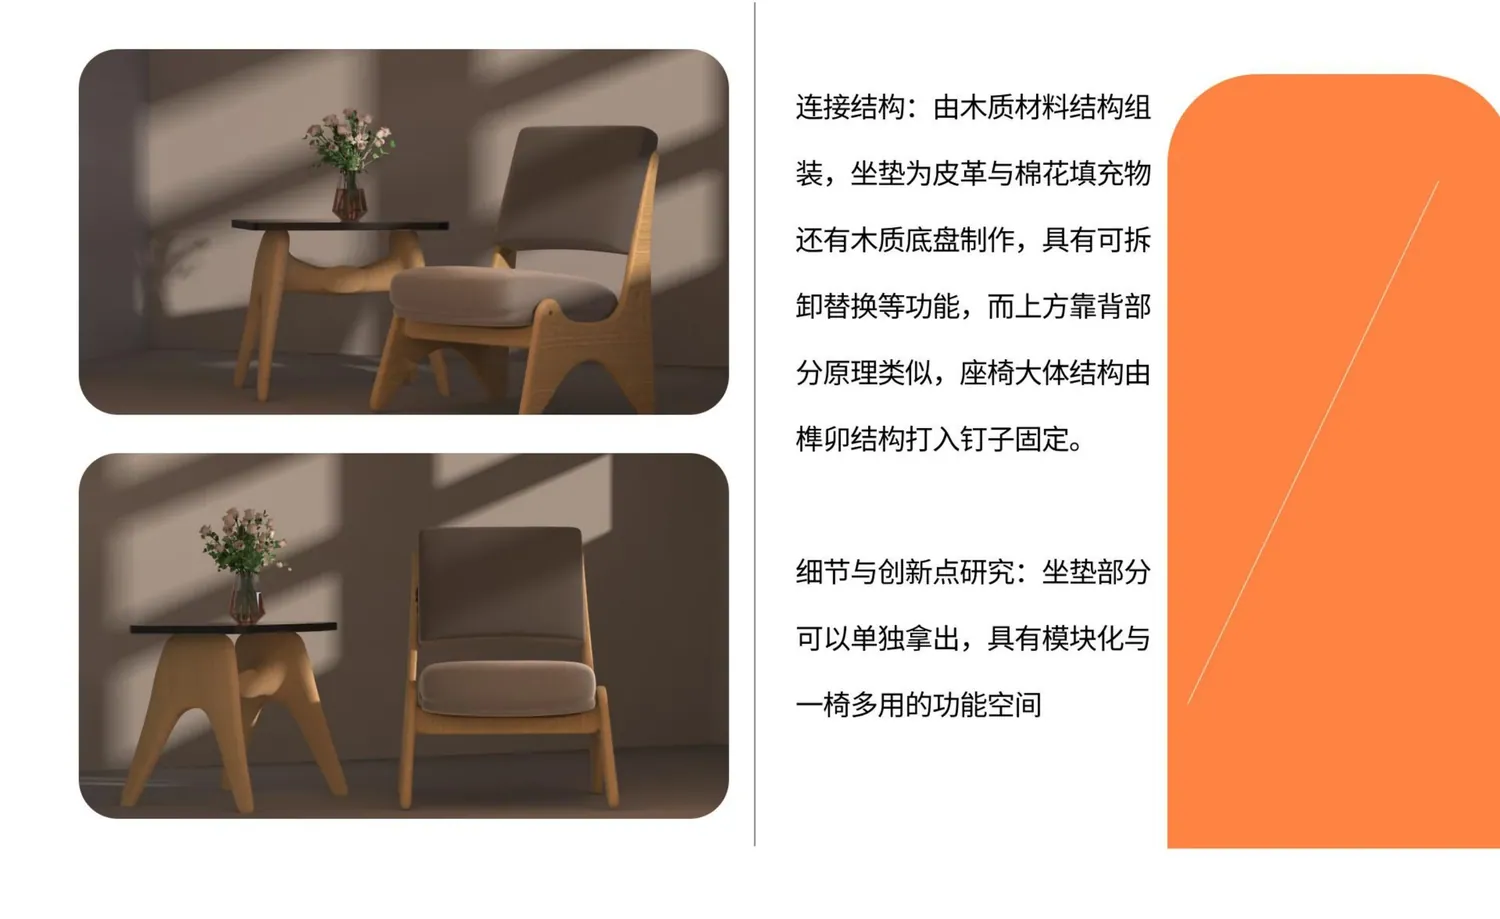 连接结构：由木质材料结构组
装，坐垫为皮革与棉花填充物
还有木质底盘制作，具有可拆
卸替换等功能，而上方靠背部
分原理类似，座椅大体结构由
榫卯结构打入钉子固定。
细节与创新点研究：坐垫部分
可以单独拿出，具有模块化与
一椅多用的功能空间